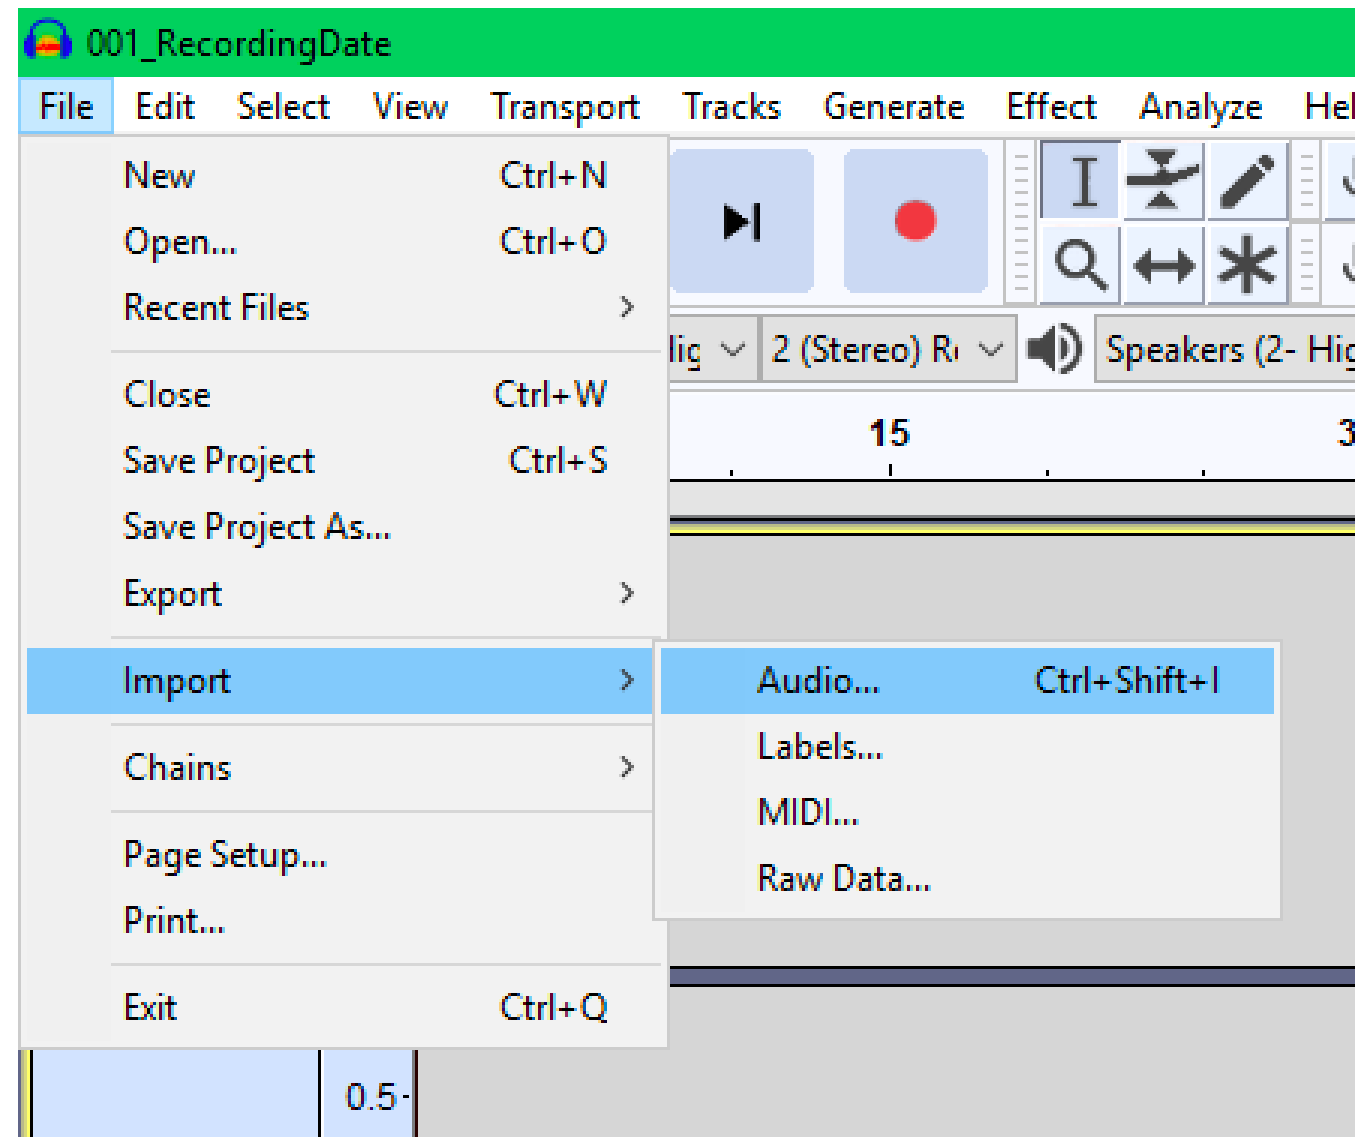 001_RecordingDate
File Edit Select View Transport Tracks Generate Effect Analyze Hel
New Ctrl+N
Open... Ctrl+O
Recent Files
2 (Stereo) Speakers (2- Hig
Close Ctrl+W
15
Save Project Ctrl+S
Save Project As...
Export
Import
Audio... Ctrl+Shift+I
Labels...
Chains
MIDI...
Page Setup...
Raw Data...
Print...
Exit Ctrl+Q
0.5